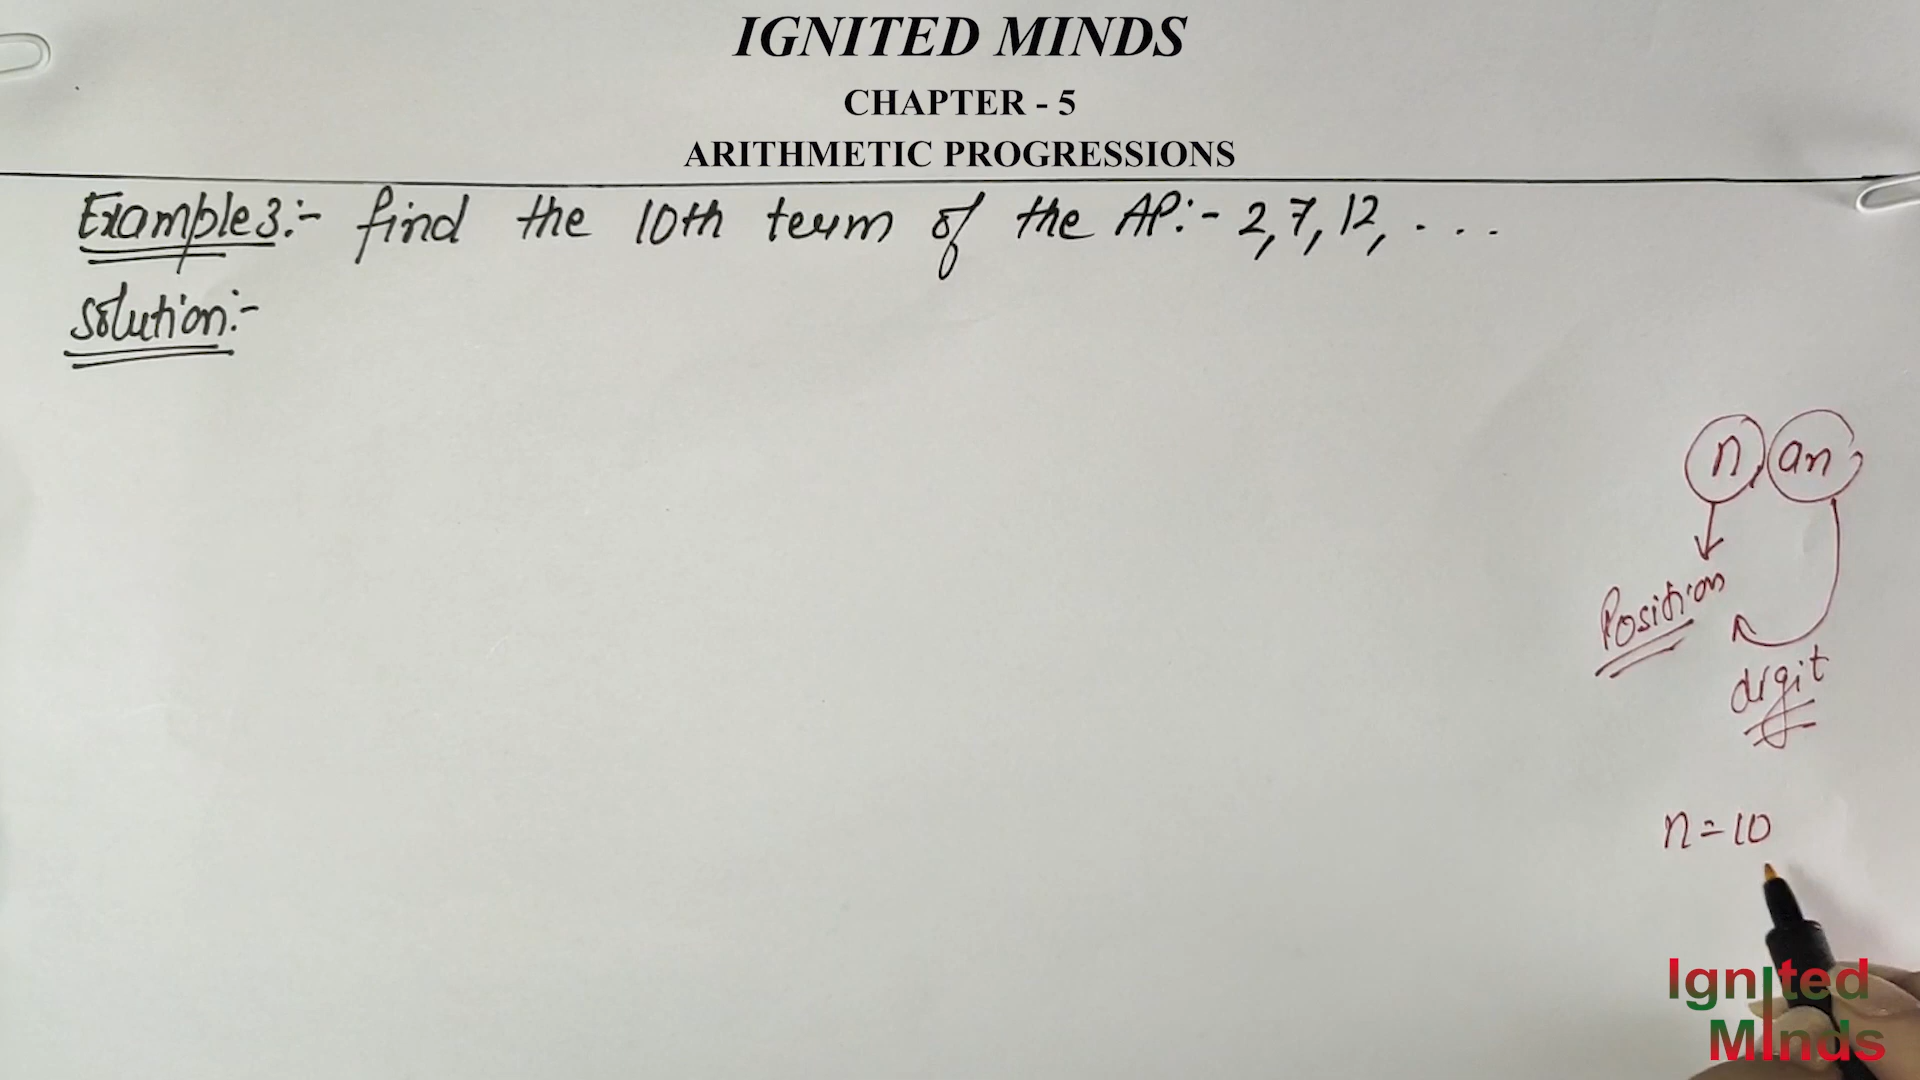 IGNITED MINDS
CHAPTER - 5
ARITHMETIC PROGRESSIONS
Example3:- find the 10th term of the AP:- 2, 7, 12, . . .
Solution:-
n, an,
Position
digit
n = 10
Ignited
Minds